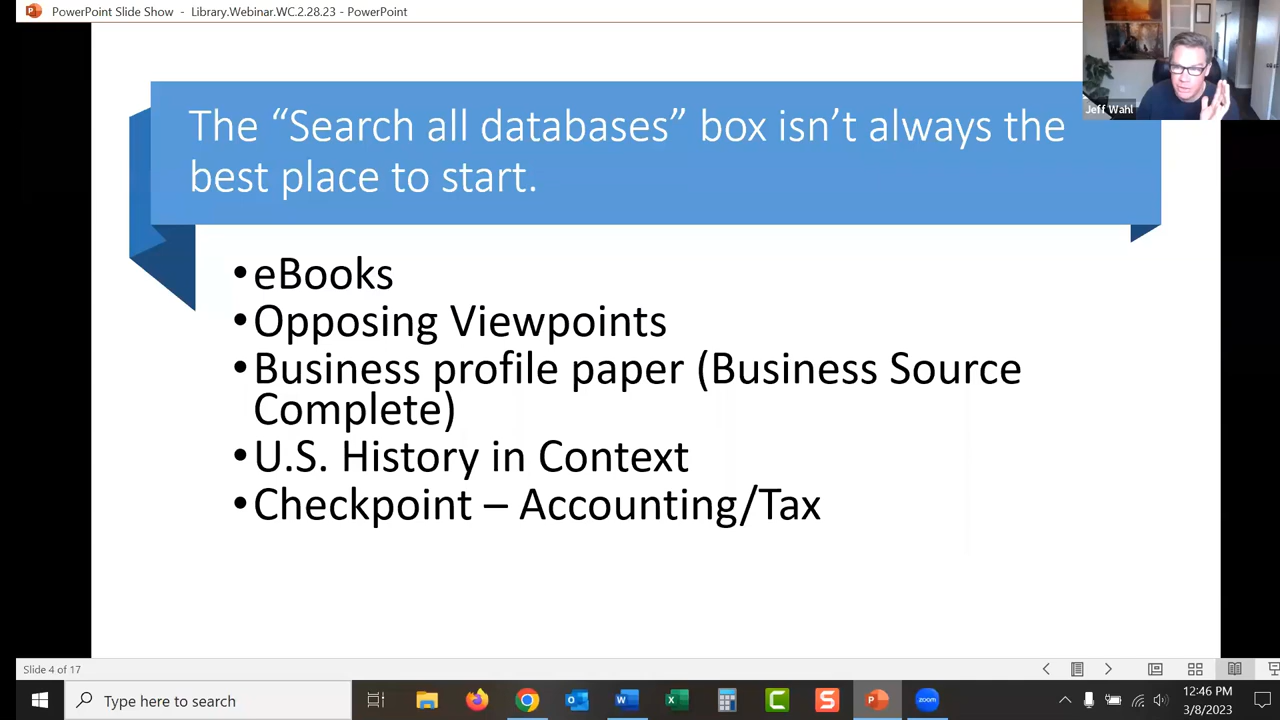 PowerPoint Slide Show - Library.Webinar.WC.2.28.23 - PowerPoint
Jeff Wahl
The “Search all databases” box isn’t always the
best place to start.
•eBooks
•Opposing Viewpoints
•Business profile paper (Business Source
Complete)
•U.S. History in Context
•Checkpoint – Accounting/Tax
Slide 4 of 17
Type here to search
12:46 PM
3/8/2023
zoom